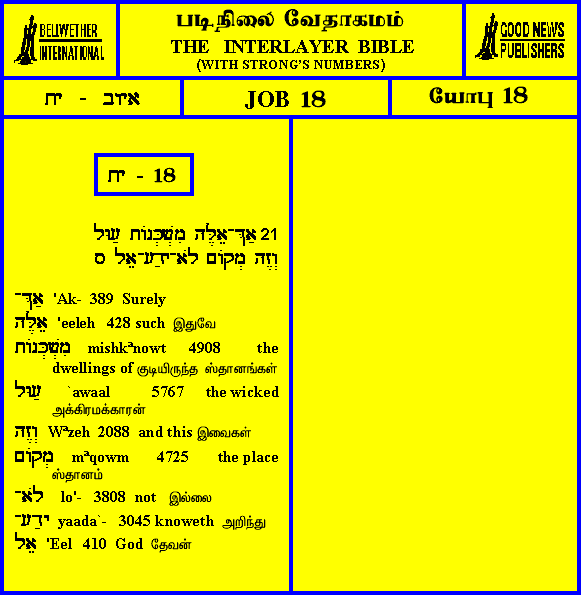 BELLWETHER
INTERNATIONAL
படிநிலை வேதாகமம்
THE INTERLAYER BIBLE
(WITH STRONG'S NUMBERS)
GOOD NEWS
PUBLISHERS
איוב - יח
JOB 18
யோபு 18
יח - 18
21 אַךְ־אֵלֶּה מִשְׁכְּנוֹת עַוָּל
וְזֶה מְקוֹם לֹא־יָדַע־אֵל ס
אַךְ־ 'Ak- 389 Surely
אֵלֶּה 'eeleh 428 such இதுவே
מִשְׁכְּנוֹת mishkªnowt 4908 the
dwellings of குடியிருந்த ஸ்தானங்கள்
עַוָּל `awaal 5767 the wicked
அக்கிரமக்காரன்
וְזֶה Wªzeh 2088 and this இவைகள்
מְקוֹם mªqowm 4725 the place
ஸ்தானம்
לֹא־ lo'- 3808 not இல்லை
יָדַע־ yaada`- 3045 knoweth அறிந்து
אֵל 'Eel 410 God தேவன்